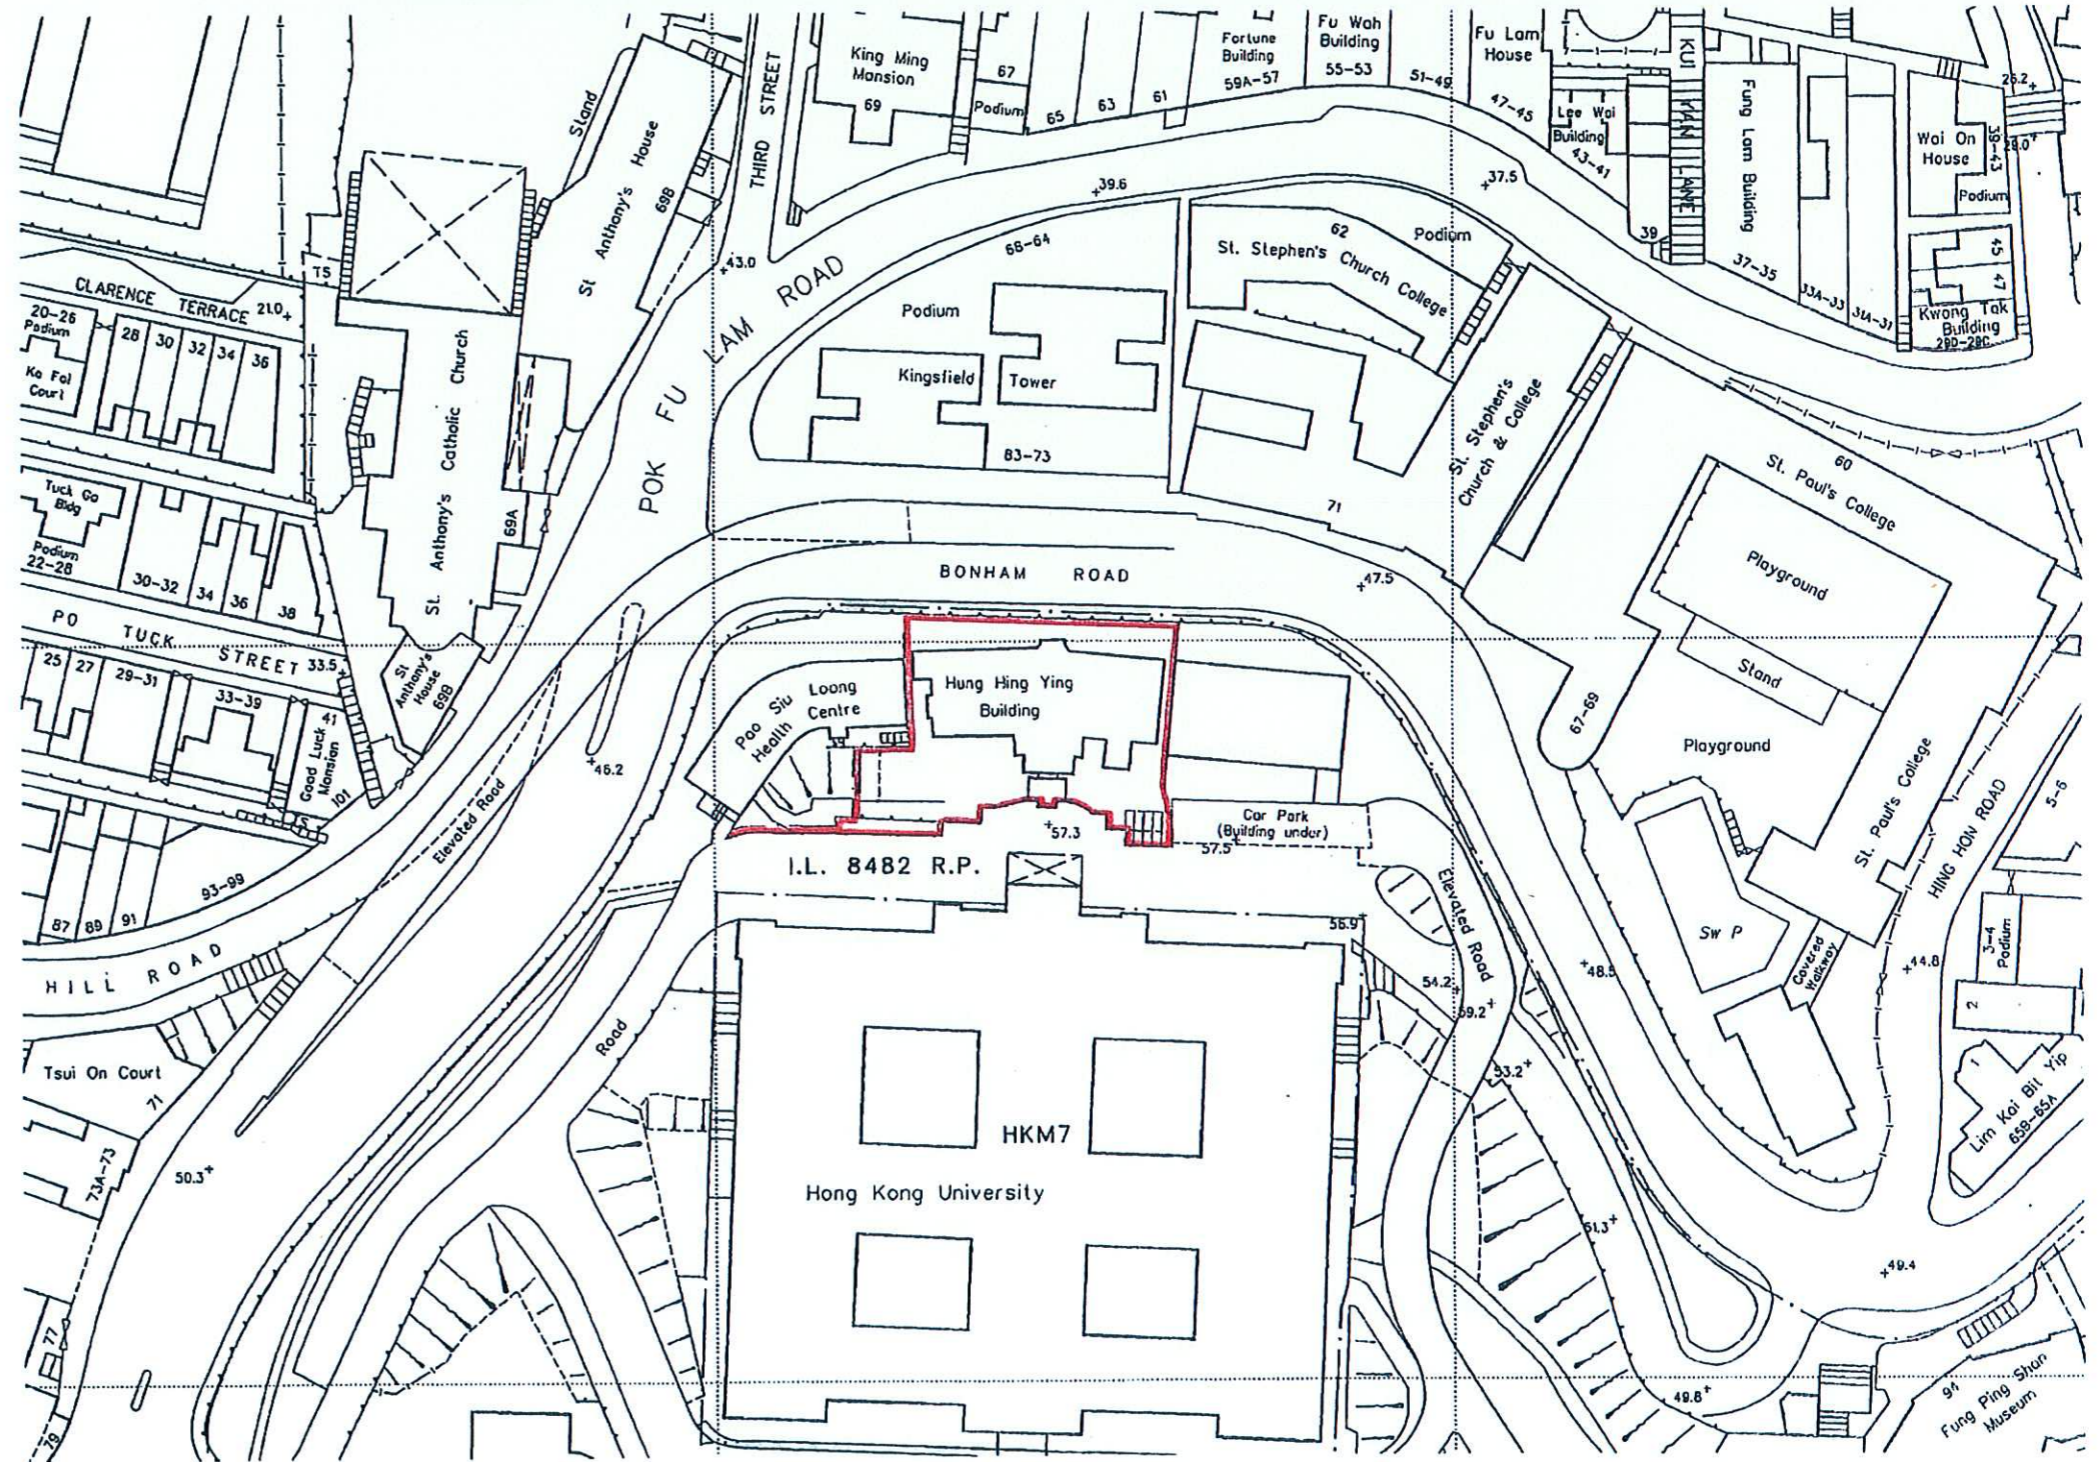 THIRD STREET
King Ming
Mansion
69
67
Podium
65
63
61
Fortune
Building
59A-57
Fu Wah
Building
55-53
51-49
Fu Lam
House
47-45
Lee Wai
Building
43-41
39
KUI YAN LANE
Fung Lam Building
37-35
33A-33
31A-31
Wai On
House
39-43
Podium
26.2
29.0
45
47
Kwong Tak
Building
29D-29C
Stand
St Anthony's House
69B
43.0
39.6
37.5
POK FU LAM ROAD
68-64
Podium
Kingsfield Tower
83-73
62
Podium
St. Stephen's Church College
St. Stephen's
Church & College
71
TS
CLARENCE TERRACE
21.0
20-26
Podium
Ka Fai
Court
28
30
32
34
36
St. Anthony's Catholic Church
69A
Tuck Go
Bldg
Podium
22-28
30-32
34
36
38
PO TUCK STREET
33.5
25
27
29-31
33-39
41
Good Luck
Mansion
101
TS
St
Anthony's
House
69B
BONHAM ROAD
47.5
60
St. Paul's College
Playground
Stand
Playground
67-69
St. Paul's College
HING HON ROAD
5-6
Sw P
Covered
Walkway
3-4
Podium
2
1
44.8
48.5
Lim Kai Bit Yip
65B-65A
Pao Siu Loong
Health Centre
Hung Hing Ying
Building
46.2
Elevated Road
57.3
Car Park
(Building under)
57.5
I.L. 8482 R.P.
56.9
Elevated Road
54.2
59.2
53.2
51.3
49.4
49.8
93-99
87
89
91
HILL ROAD
Road
Tsui On Court
71
73A-73
50.3
77
79
HKM7
Hong Kong University
94
Fung Ping Shan
Museum